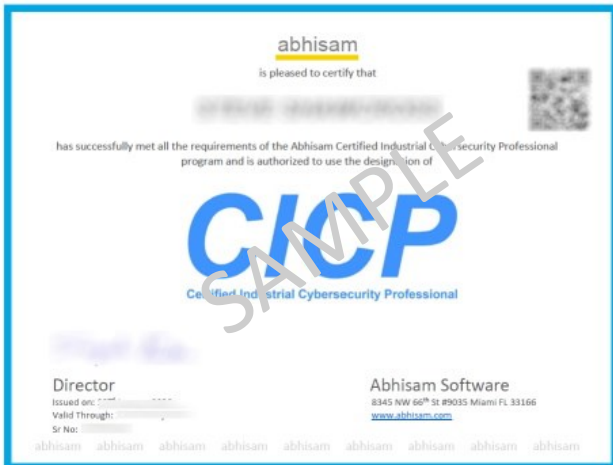 abhisam
is pleased to certify that
has successfully met all the requirements of the Abhisam Certified Industrial Cybersecurity Professional
program and is authorized to use the designation of
CICP
Certified Industrial Cybersecurity Professional
SAMPLE
Director
Issued on:
Valid Through:
Sr No:
Abhisam Software
8345 NW 66th St #9035 Miami FL 33166
www.abhisam.com
abhisam abhisam abhisam abhisam abhisam abhisam abhisam abhisam abhisam